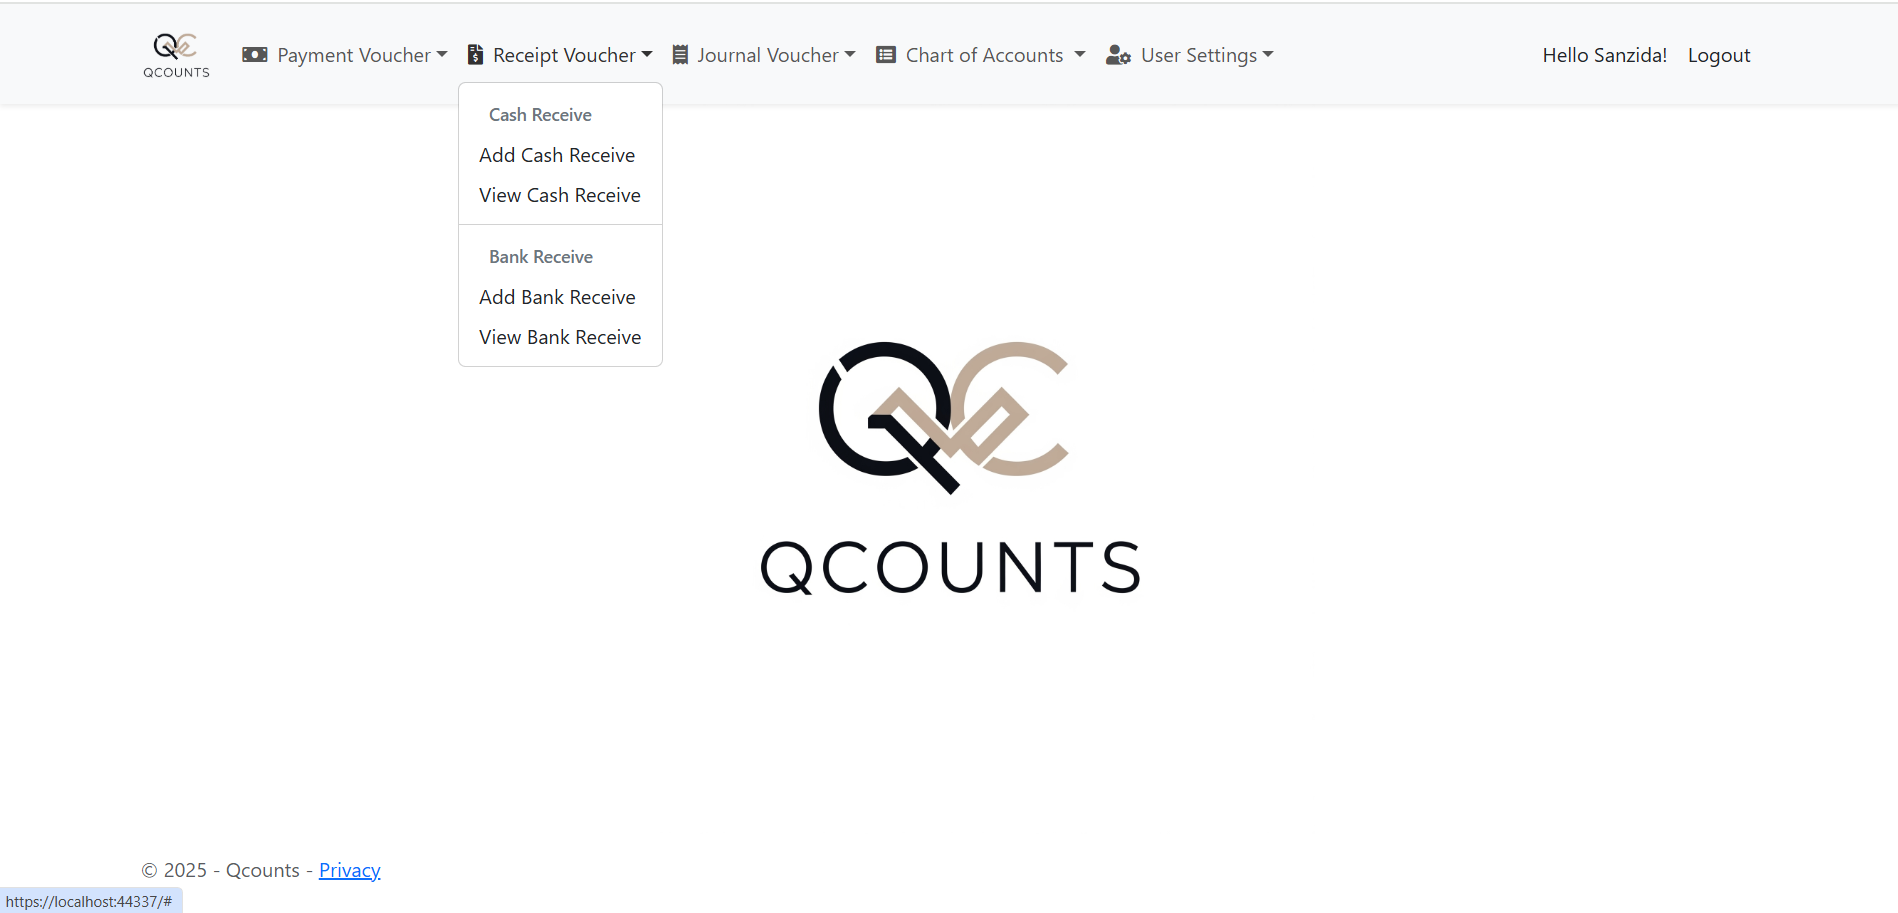 QCOUNTS
Payment Voucher
Receipt Voucher
Journal Voucher
Chart of Accounts
User Settings
Hello Sanzida!
Logout
Cash Receive
Add Cash Receive
View Cash Receive
Bank Receive
Add Bank Receive
View Bank Receive
QCOUNTS
© 2025 - Qcounts - Privacy
https://localhost:44337/#